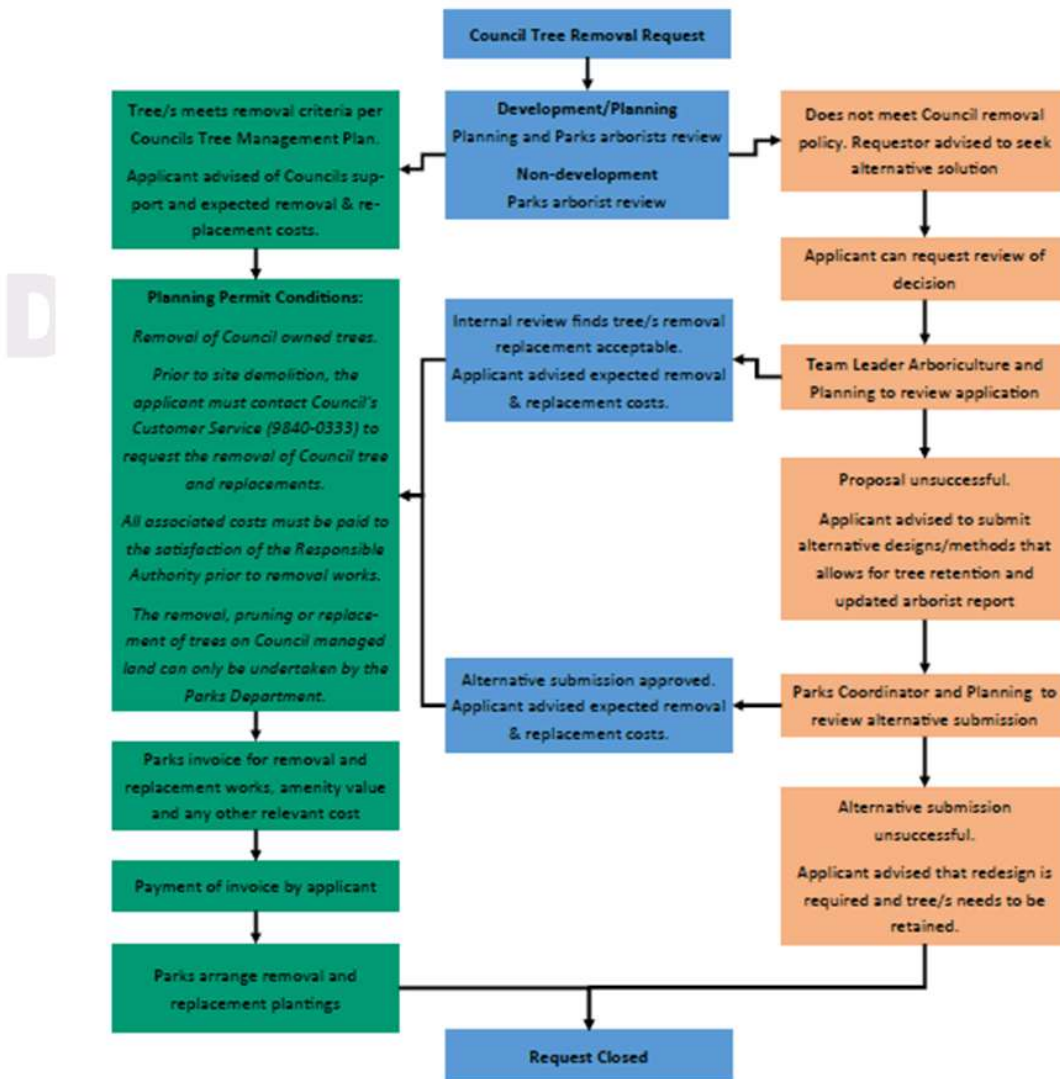 Council Tree Removal Request
Tree/s meets removal criteria per
Councils Tree Management Plan.
Applicant advised of Councils sup-
port and expected removal & re-
placement costs.
Development/Planning
Planning and Parks arborists review
Non-development
Parks arborist review
Does not meet Council removal
policy. Requestor advised to seek
alternative solution
Applicant can request review of
decision
Planning Permit Conditions:
Removal of Council owned trees.
Prior to site demolition, the
applicant must contact Council's
Customer Service (9840-0333) to
request the removal of Council tree
and replacements.
All associated costs must be paid to
the satisfaction of the Responsible
Authority prior to removal works.
The removal, pruning or replace-
ment of trees on Council managed
land can only be undertaken by the
Parks Department.
Internal review finds tree/s removal
replacement acceptable.
Applicant advised expected removal
& replacement costs.
Team Leader Arboriculture and
Planning to review application
Proposal unsuccessful.
Applicant advised to submit
alternative designs/methods that
allows for tree retention and
updated arborist report
Alternative submission approved.
Applicant advised expected removal
& replacement costs.
Parks Coordinator and Planning to
review alternative submission
Parks invoice for removal and
replacement works, amenity value
and any other relevant cost
Alternative submission
unsuccessful.
Applicant advised that redesign is
required and tree/s needs to be
retained.
Payment of invoice by applicant
Parks arrange removal and
replacement plantings
Request Closed
D